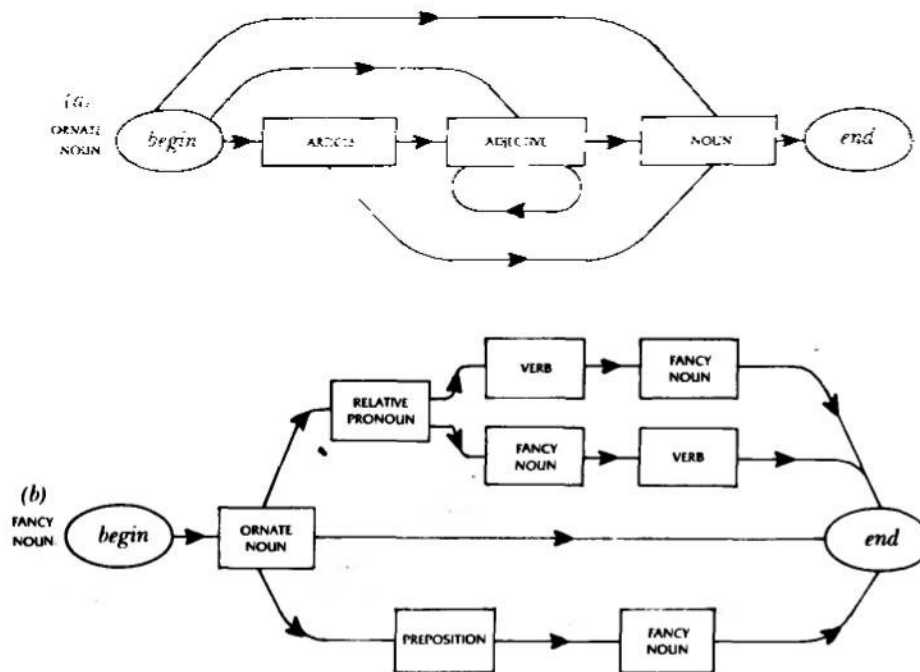 (a)
ORNATE
NOUN
begin
ARTICLE
ADJECTIVE
NOUN
end
VERB
FANCY
NOUN
RELATIVE
PRONOUN
FANCY
NOUN
VERB
(b)
FANCY
NOUN
begin
ORNATE
NOUN
end
PREPOSITION
FANCY
NOUN